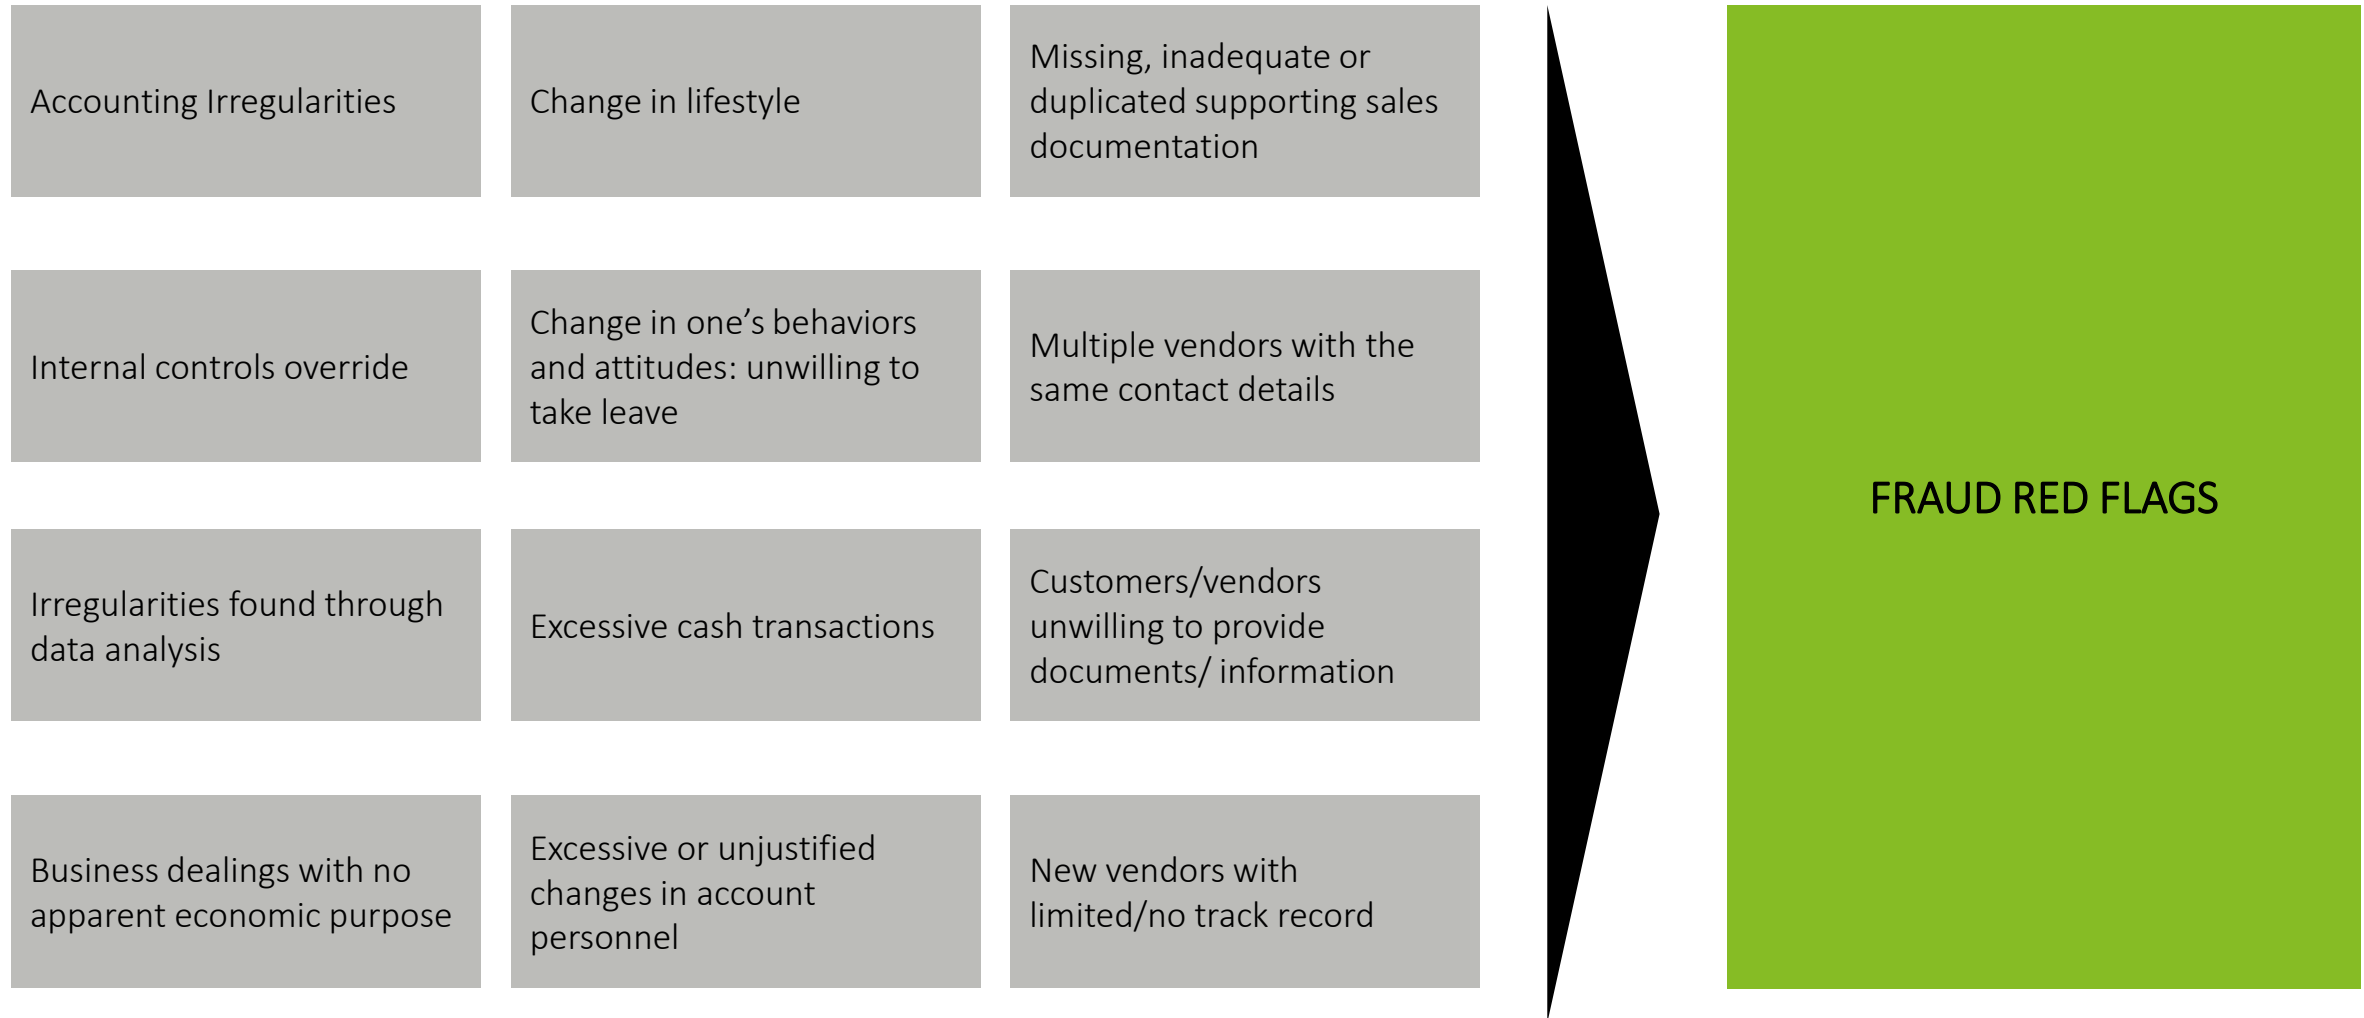 Accounting Irregularities
Change in lifestyle
Missing, inadequate or
duplicated supporting sales
documentation
Internal controls override
Change in one’s behaviors
and attitudes: unwilling to
take leave
Multiple vendors with the
same contact details
Irregularities found through
data analysis
Excessive cash transactions
Customers/vendors
unwilling to provide
documents/ information
Business dealings with no
apparent economic purpose
Excessive or unjustified
changes in account
personnel
New vendors with
limited/no track record
FRAUD RED FLAGS